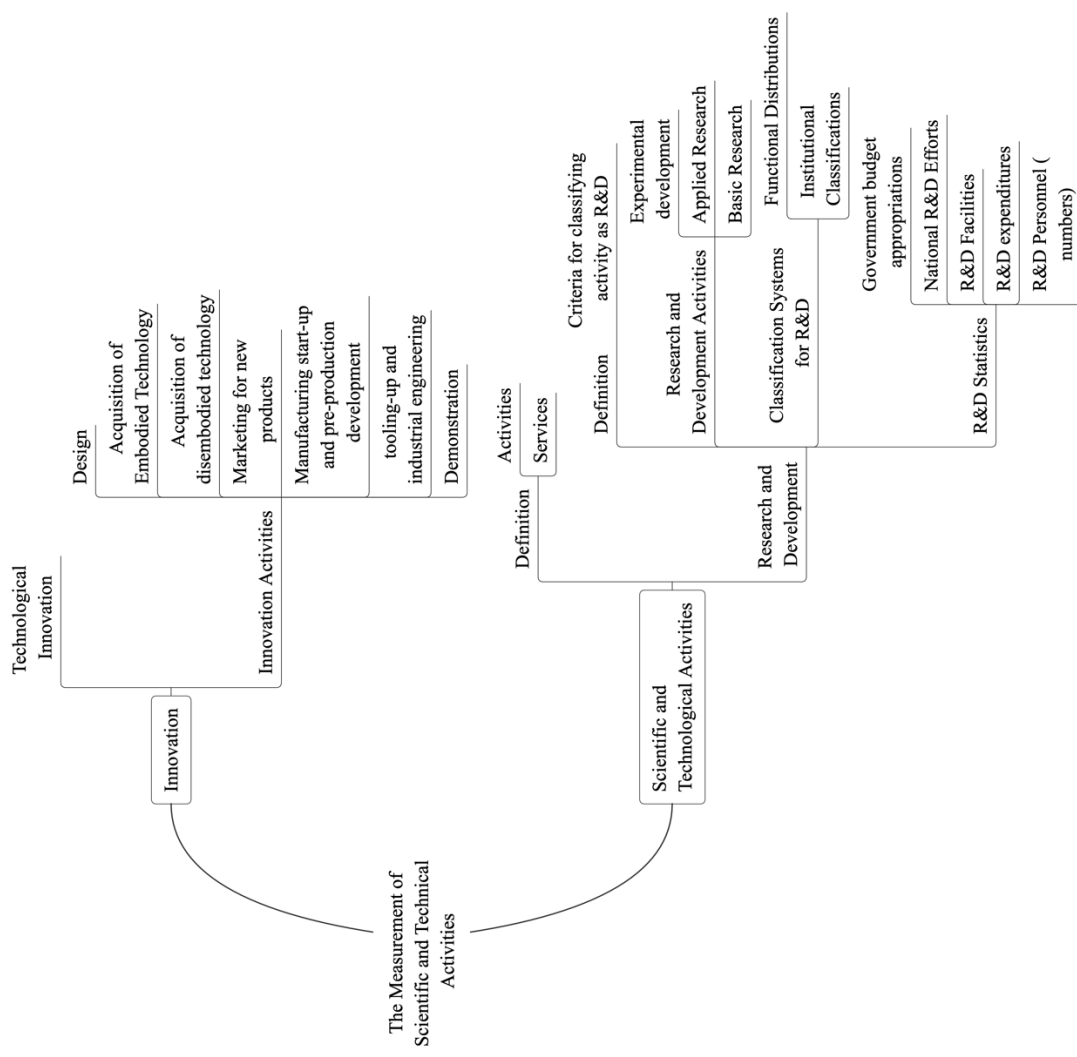 The Measurement of
Scientific and Technical
Activities
Innovation
Technological
Innovation
Innovation Activities
Design
Acquisition of
Embodied Technology
Acquisition of
disembodied technology
Marketing for new
products
Manufacturing start-up
and pre-production
development
tooling-up and
industrial engineering
Demonstration
Scientific and
Technological Activities
Definition
Activities
Services
Research and
Development
Definition
Criteria for classifying
activity as R&D
Research and
Development Activities
Experimental
development
Applied Research
Basic Research
Classification Systems
for R&D
Functional Distributions
Institutional
Classifications
R&D Statistics
Government budget
appropriations
National R&D Efforts
R&D Facilities
R&D expenditures
R&D Personnel (
numbers)